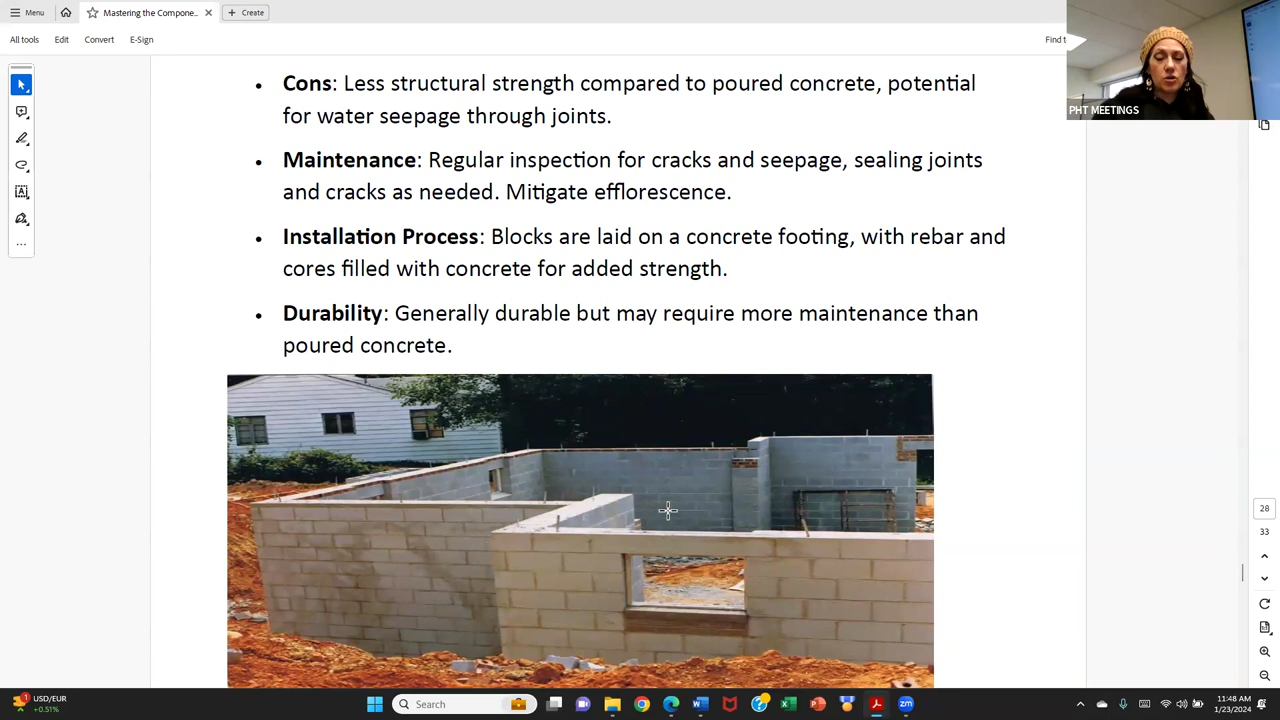 Menu
Mastering the Compone...
Create
All tools
Edit
Convert
E-Sign
Find t
PHT MEETINGS
• Cons: Less structural strength compared to poured concrete, potential
for water seepage through joints.
• Maintenance: Regular inspection for cracks and seepage, sealing joints
and cracks as needed. Mitigate efflorescence.
• Installation Process: Blocks are laid on a concrete footing, with rebar and
cores filled with concrete for added strength.
• Durability: Generally durable but may require more maintenance than
poured concrete.
28
33
1
USD/EUR
+0.51%
Search
zm
11:48 AM
1/23/2024